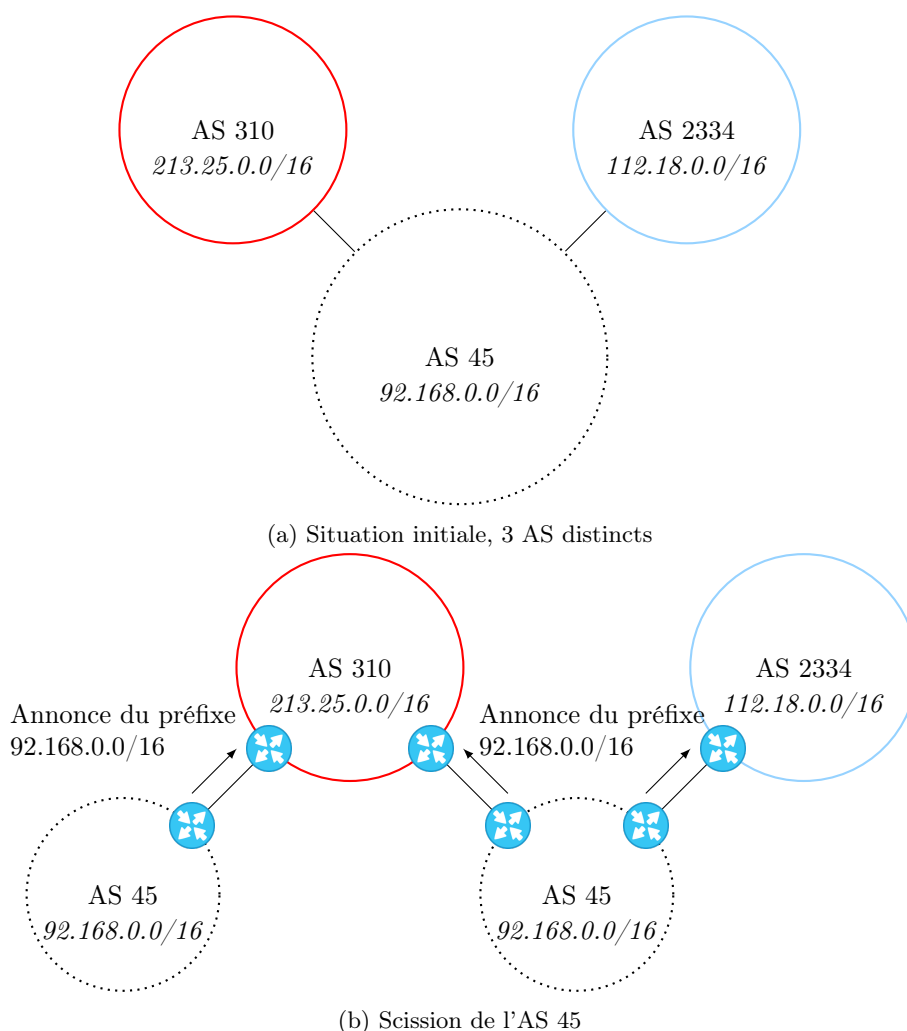 AS 310
213.25.0.0/16
AS 2334
112.18.0.0/16
AS 45
92.168.0.0/16
(a) Situation initiale, 3 AS distincts
AS 310
213.25.0.0/16
AS 2334
112.18.0.0/16
Annonce du préfixe
92.168.0.0/16
Annonce du préfixe
92.168.0.0/16
AS 45
92.168.0.0/16
AS 45
92.168.0.0/16
(b) Scission de l'AS 45